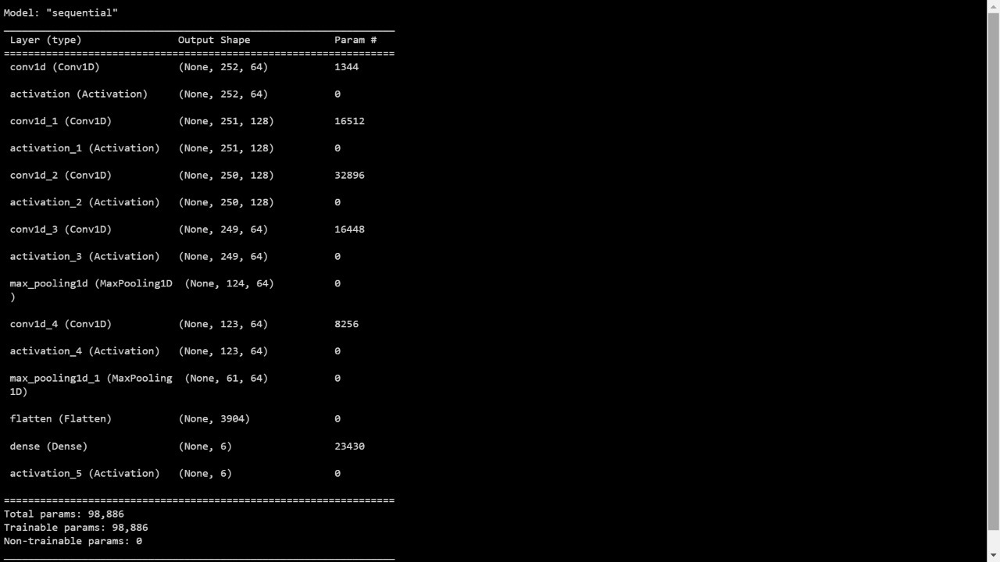 Model: "sequential"
_________________________________________________________________
Layer (type) Output Shape Param #
=================================================================
conv1d (Conv1D) (None, 252, 64) 1344
activation (Activation) (None, 252, 64) 0
conv1d_1 (Conv1D) (None, 251, 128) 16512
activation_1 (Activation) (None, 251, 128) 0
conv1d_2 (Conv1D) (None, 250, 128) 32896
activation_2 (Activation) (None, 250, 128) 0
conv1d_3 (Conv1D) (None, 249, 64) 16448
activation_3 (Activation) (None, 249, 64) 0
max_pooling1d (MaxPooling1D (None, 124, 64) 0
)
conv1d_4 (Conv1D) (None, 123, 64) 8256
activation_4 (Activation) (None, 123, 64) 0
max_pooling1d_1 (MaxPooling (None, 61, 64) 0
1D)
flatten (Flatten) (None, 3904) 0
dense (Dense) (None, 6) 23430
activation_5 (Activation) (None, 6) 0
=================================================================
Total params: 98,886
Trainable params: 98,886
Non-trainable params: 0
_________________________________________________________________